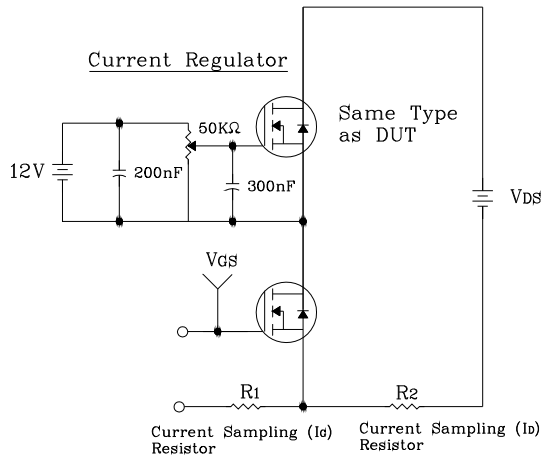 Current Regulator
Same Type
as DUT
50KΩ
12V
200nF
300nF
VDS
VGS
R1
R2
Current Sampling (IG)
Resistor
Current Sampling (ID)
Resistor